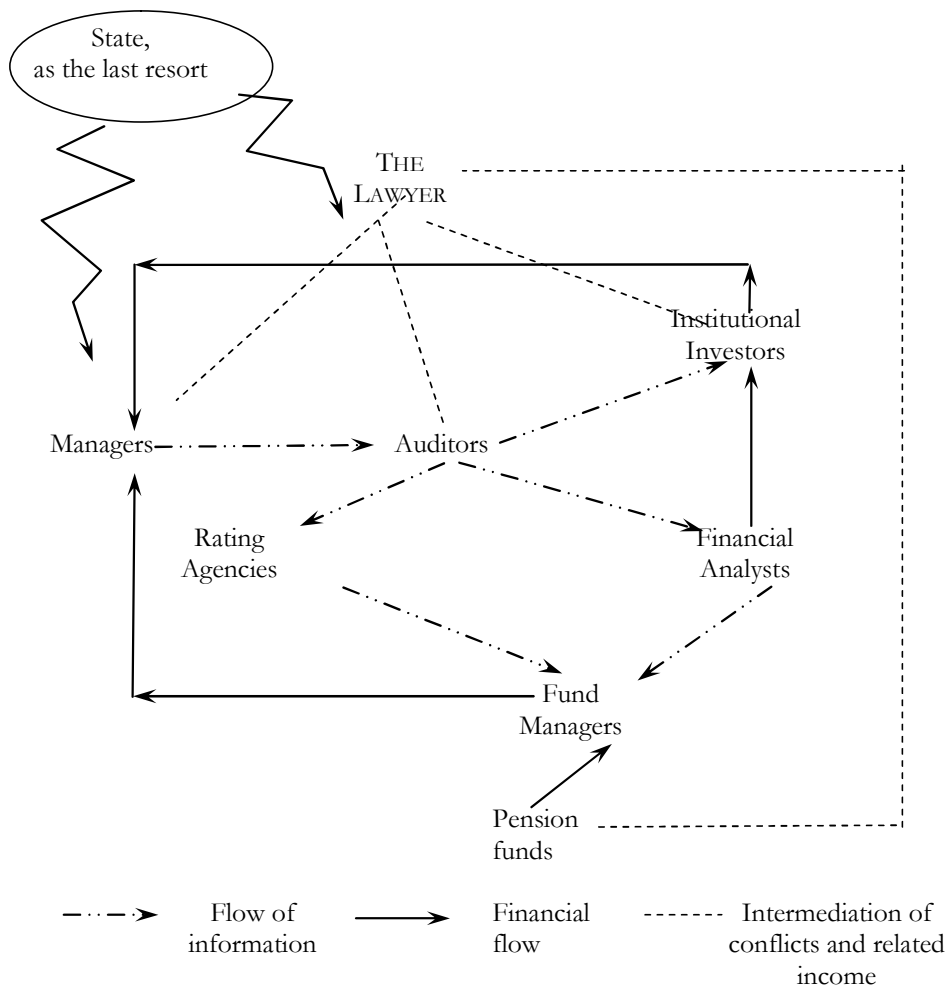 State,
as the last resort
THE
LAWYER
Institutional
Investors
Managers
Auditors
Rating
Agencies
Financial
Analysts
Fund
Managers
Pension
funds
Flow of
information
Financial
flow
Intermediation of
conflicts and related
income